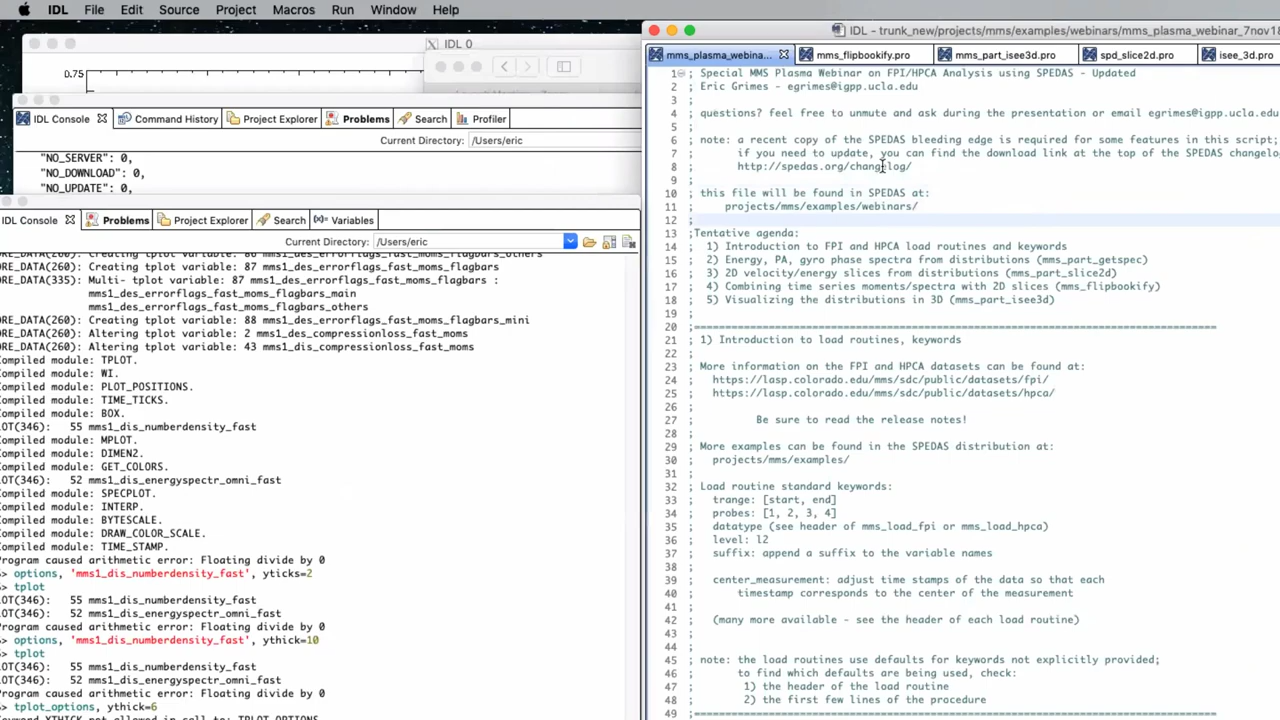 IDL File Edit Source Project Macros Run Window Help
IDL 0
0.75
IDL Console Command History Project Explorer Problems Search Profiler
Current Directory: /Users/eric
"NO_SERVER": 0,
"NO_DOWNLOAD": 0,
"NO_UPDATE": 0,
IDL Console Problems Project Explorer Search Variables
Current Directory: /Users/eric
ORE_DATA(260): Creating tplot variable: 86 mms1_des_errorflags_fast_moms_flagbars_others
ORE_DATA(260): Creating tplot variable: 87 mms1_des_errorflags_fast_moms_flagbars
ORE_DATA(335): Multi- tplot variable: 87 mms1_des_errorflags_fast_moms_flagbars :
mms1_des_errorflags_fast_moms_flagbars_main
mms1_des_errorflags_fast_moms_flagbars_others
ORE_DATA(260): Creating tplot variable: 88 mms1_des_errorflags_fast_moms_flagbars_mini
ORE_DATA(260): Altering tplot variable: 2 mms1_des_compressionloss_fast_moms
ORE_DATA(260): Altering tplot variable: 43 mms1_dis_compressionloss_fast_moms
Compiled module: TPLOT.
Compiled module: WI.
Compiled module: PLOT_POSITIONS.
Compiled module: TIME_TICKS.
Compiled module: BOX.
LOT(346): 55 mms1_dis_numberdensity_fast
Compiled module: MPLOT.
Compiled module: DIMEN2.
Compiled module: GET_COLORS.
LOT(346): 52 mms1_dis_energyspectr_omni_fast
Compiled module: SPECPLOT.
Compiled module: INTERP.
Compiled module: BYTESCALE.
Compiled module: DRAW_COLOR_SCALE.
Compiled module: TIME_STAMP.
Program caused arithmetic error: Floating divide by 0
> options, 'mms1_dis_numberdensity_fast', yticks=2
> tplot
LOT(346): 55 mms1_dis_numberdensity_fast
LOT(346): 52 mms1_dis_energyspectr_omni_fast
Program caused arithmetic error: Floating divide by 0
> options, 'mms1_dis_numberdensity_fast', ythick=10
> tplot
LOT(346): 55 mms1_dis_numberdensity_fast
LOT(346): 52 mms1_dis_energyspectr_omni_fast
Program caused arithmetic error: Floating divide by 0
> tplot_options, ythick=6
Keyword YTHICK not allowed in call to: TPLOT_OPTIONS
IDL - trunk_new/projects/mms/examples/webinars/mms_plasma_webinar_7nov1
mms_plasma_webina... mms_flipbookify.pro mms_part_isee3d.pro spd_slice2d.pro isee_3d.pro
1 ; Special MMS Plasma Webinar on FPI/HPCA Analysis using SPEDAS - Updated
2 ; Eric Grimes - egrimes@igpp.ucla.edu
3 ;
4 ; questions? feel free to unmute and ask during the presentation or email egrimes@igpp.ucla.edu
5 ;
6 ; note: a recent copy of the SPEDAS bleeding edge is required for some features in this script;
7 ; if you need to update, you can find the download link at the top of the SPEDAS changelo
8 ; http://spedas.org/changelog/
9 ;
10 ; this file will be found in SPEDAS at:
11 ; projects/mms/examples/webinars/
12 ;
13 ;Tentative agenda:
14 ; 1) Introduction to FPI and HPCA load routines and keywords
15 ; 2) Energy, PA, gyro phase spectra from distributions (mms_part_getspec)
16 ; 3) 2D velocity/energy slices from distributions (mms_part_slice2d)
17 ; 4) Combining time series moments/spectra with 2D slices (mms_flipbookify)
18 ; 5) Visualizing the distributions in 3D (mms_part_isee3d)
19 ;
20 ;===================================================================================
21 ; 1) Introduction to load routines, keywords
22 ;
23 ; More information on the FPI and HPCA datasets can be found at:
24 ; https://lasp.colorado.edu/mms/sdc/public/datasets/fpi/
25 ; https://lasp.colorado.edu/mms/sdc/public/datasets/hpca/
26 ;
27 ; Be sure to read the release notes!
28 ;
29 ; More examples can be found in the SPEDAS distribution at:
30 ; projects/mms/examples/
31 ;
32 ; Load routine standard keywords:
33 ; trange: [start, end]
34 ; probes: [1, 2, 3, 4]
35 ; datatype (see header of mms_load_fpi or mms_load_hpca)
36 ; level: l2
37 ; suffix: append a suffix to the variable names
38 ;
39 ; center_measurement: adjust time stamps of the data so that each
40 ; timestamp corresponds to the center of the measurement
41 ;
42 ; (many more available - see the header of each load routine)
43 ;
44 ;
45 ; note: the load routines use defaults for keywords not explicitly provided;
46 ; to find which defaults are being used, check:
47 ; 1) the header of the load routine
48 ; 2) the first few lines of the procedure
49 ;===================================================================================